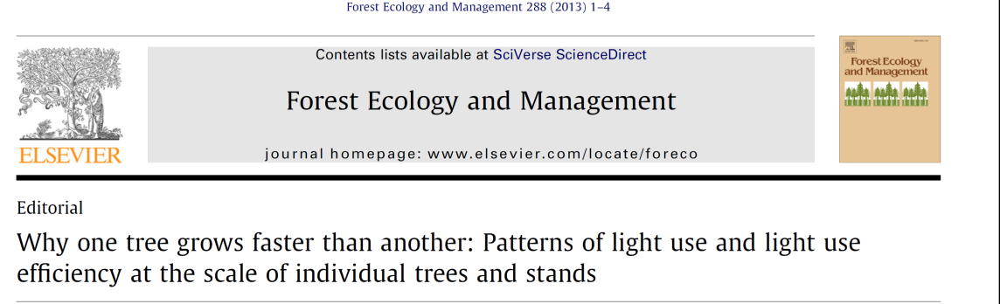 Forest Ecology and Management 288 (2013) 1–4
Contents lists available at SciVerse ScienceDirect
Forest Ecology and Management
journal homepage: www.elsevier.com/locate/foreco
ELSEVIER
Forest Ecology
and Management
Editorial
Why one tree grows faster than another: Patterns of light use and light use
efficiency at the scale of individual trees and stands